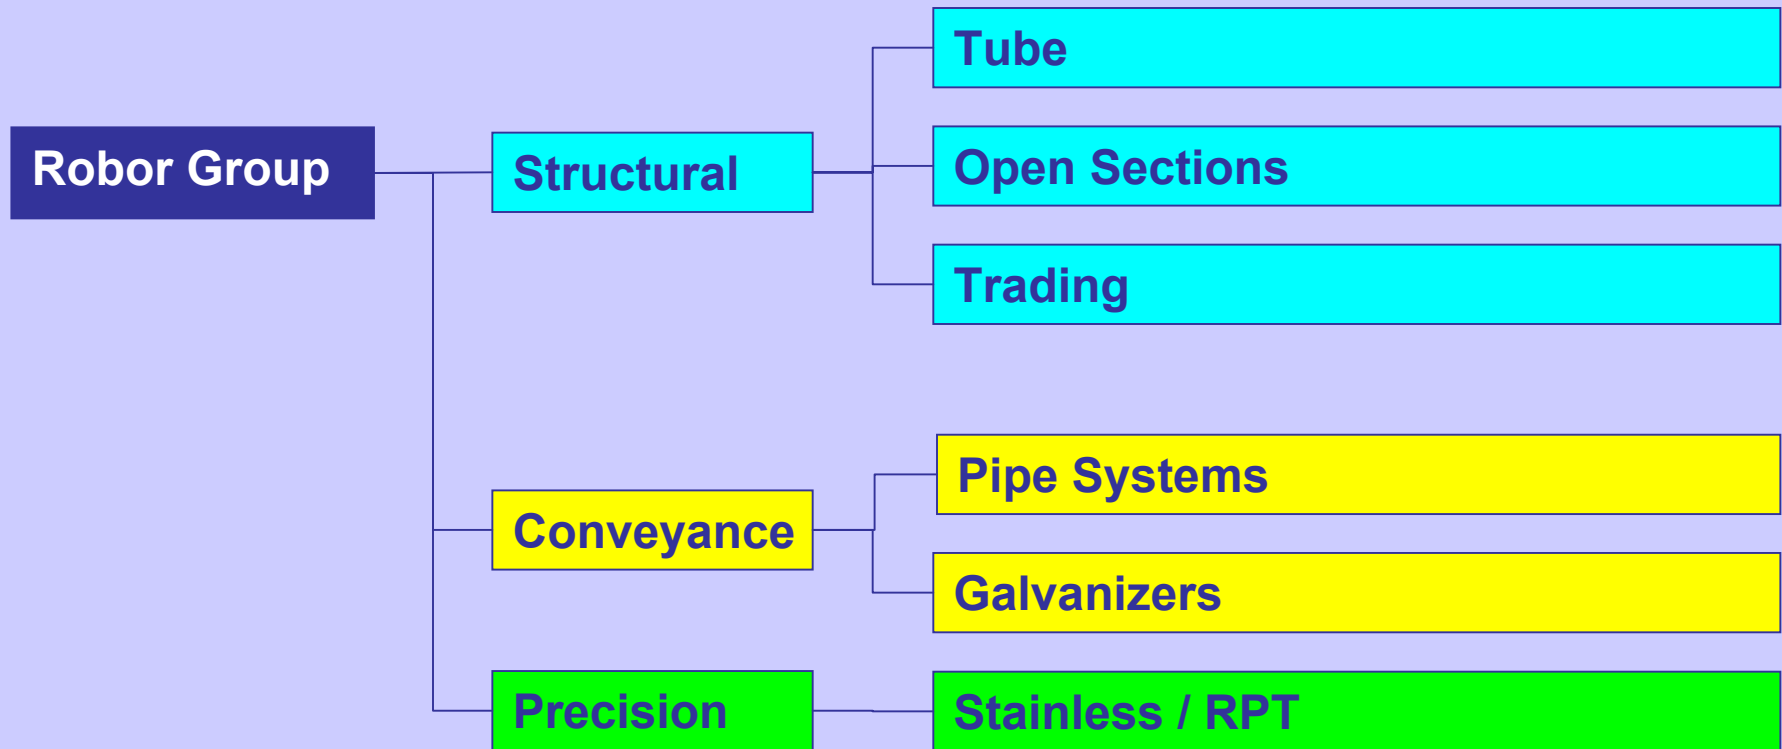 Robor Group
Structural
Tube
Open Sections
Trading
Conveyance
Pipe Systems
Galvanizers
Precision
Stainless / RPT